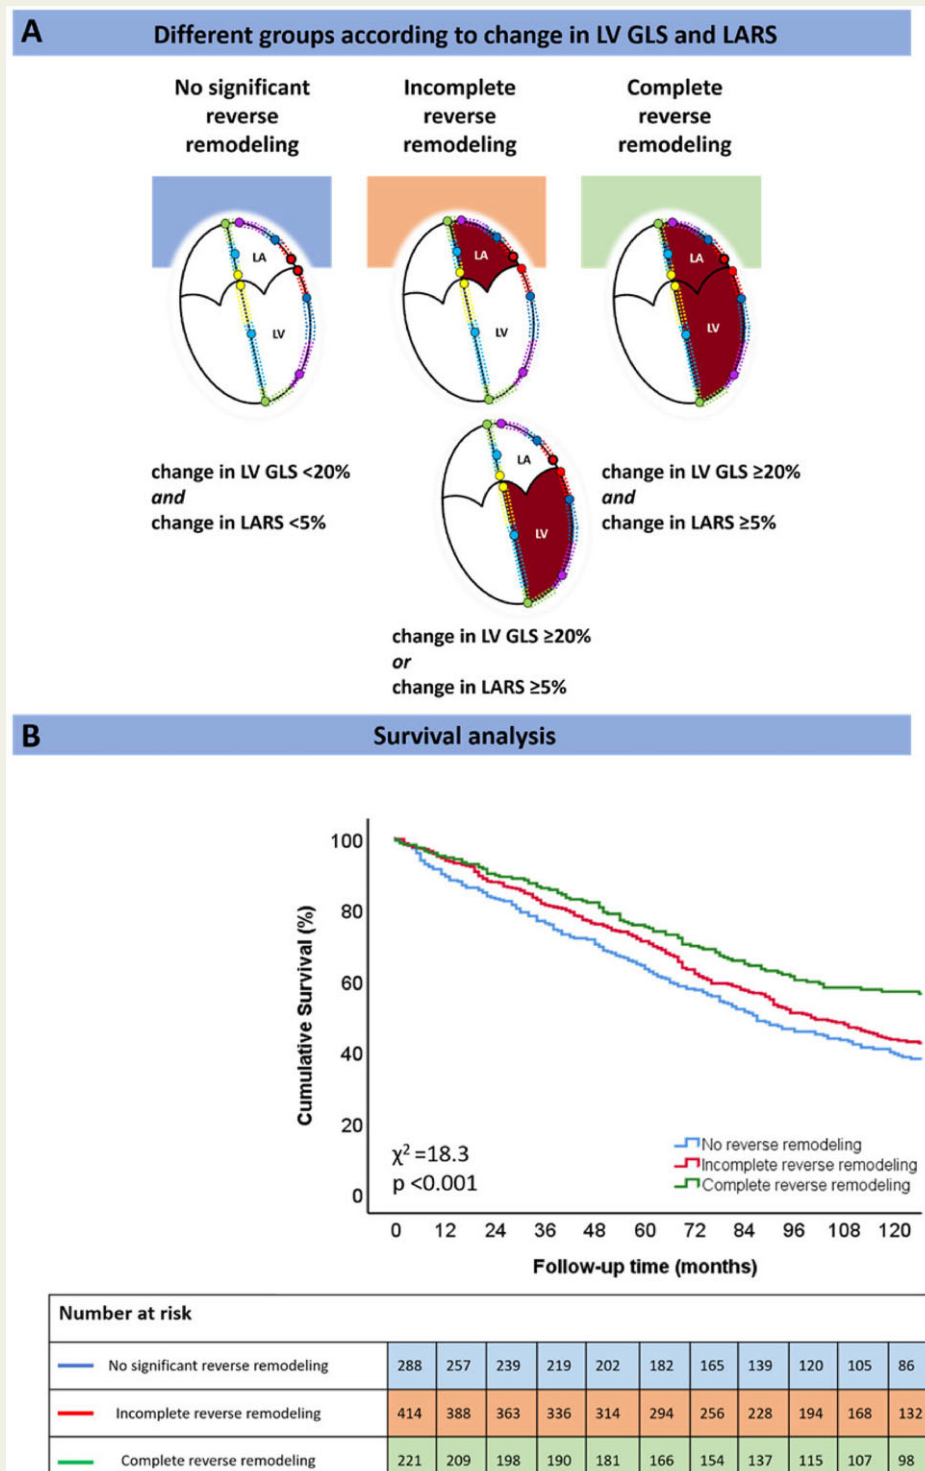 A
Different groups according to change in LV GLS and LARS
No significant
reverse
remodeling
Incomplete
reverse
remodeling
Complete
reverse
remodeling
LA
LV
LA
LV
LA
LV
change in LV GLS <20%
and
change in LARS <5%
LA
LV
change in LV GLS ≥20%
or
change in LARS ≥5%
change in LV GLS ≥20%
and
change in LARS ≥5%
B
Survival analysis
Cumulative Survival (%)
100
80
60
40
20
0
χ² =18.3
p <0.001
No reverse remodeling
Incomplete reverse remodeling
Complete reverse remodeling
0 12 24 36 48 60 72 84 96 108 120
Follow-up time (months)
Number at risk
No significant reverse remodeling 288 257 239 219 202 182 165 139 120 105 86
Incomplete reverse remodeling 414 388 363 336 314 294 256 228 194 168 132
Complete reverse remodeling 221 209 198 190 181 166 154 137 115 107 98